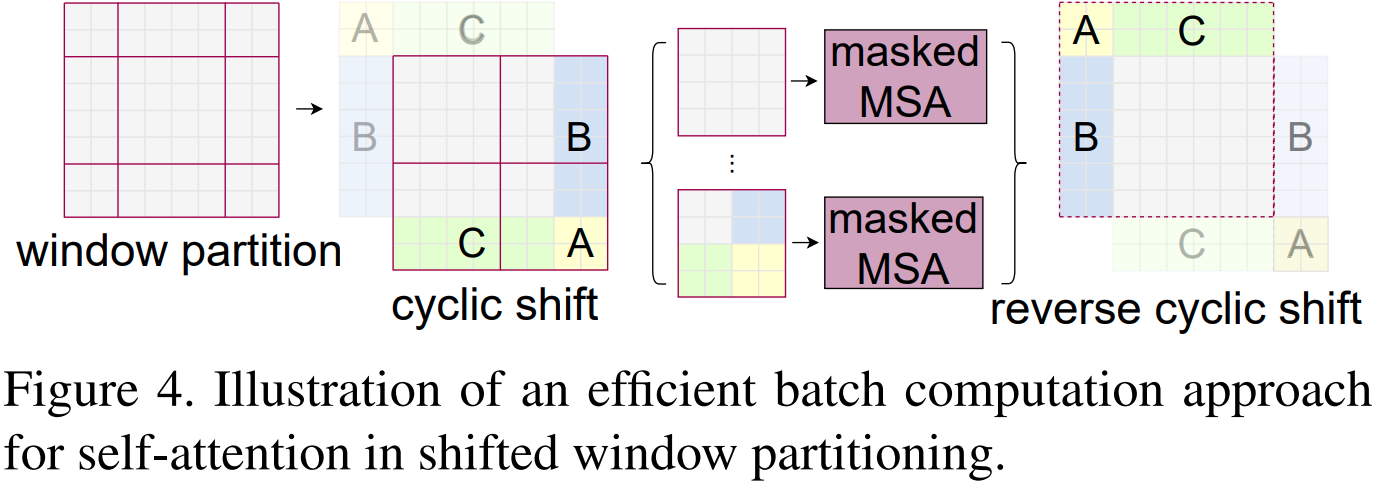 A
C
B
B
C
A
window partition
cyclic shift
masked
MSA
⋮
masked
MSA
A
C
B
B
C
A
reverse cyclic shift
Figure 4. Illustration of an efficient batch computation approach
for self-attention in shifted window partitioning.